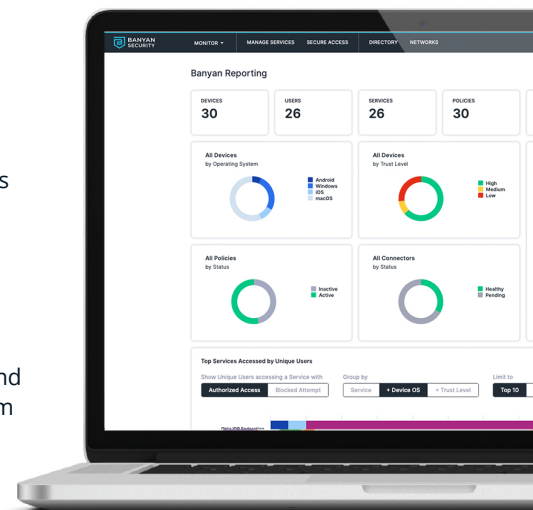 BANYAN
SECURITY
MONITOR
MANAGE SERVICES
SECURE ACCESS
DIRECTORY
NETWORKS
Banyan Reporting
DEVICES
30
USERS
26
SERVICES
26
POLICIES
30
s
All Devices
by Operating System
Android
Windows
iOS
macOS
All Devices
by Trust Level
High
Medium
Low
All Policies
by Status
Inactive
Active
All Connectors
by Status
Healthy
Pending
nd
m
Top Services Accessed by Unique Users
Show Unique Users accessing a Service with
Group by
Limit to
Authorized Access
Blocked Attempt
Service
+ Device OS
+ Trust Level
Top 10